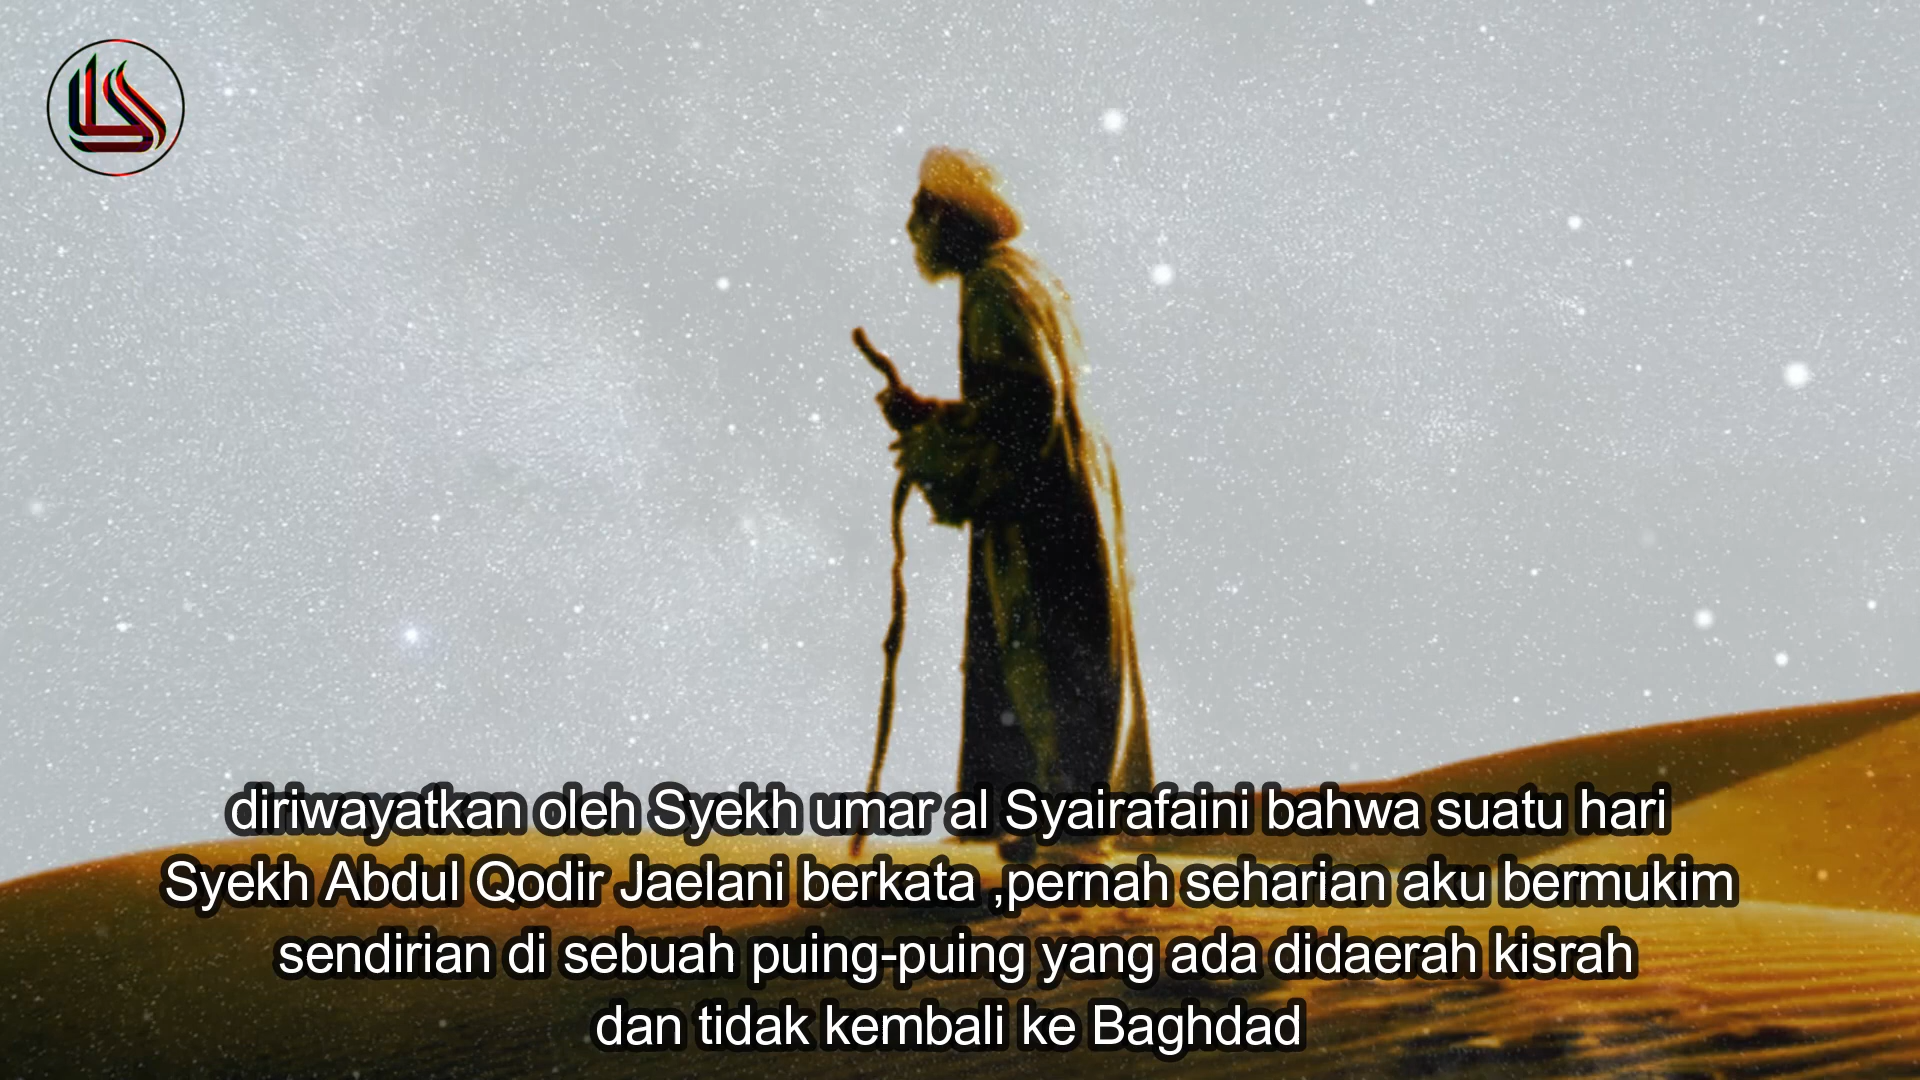 diriwayatkan oleh Syekh umar al Syairafaini bahwa suatu hari
Syekh Abdul Qodir Jaelani berkata ,pernah seharian aku bermukim
sendirian di sebuah puing-puing yang ada didaerah kisrah
dan tidak kembali ke Baghdad